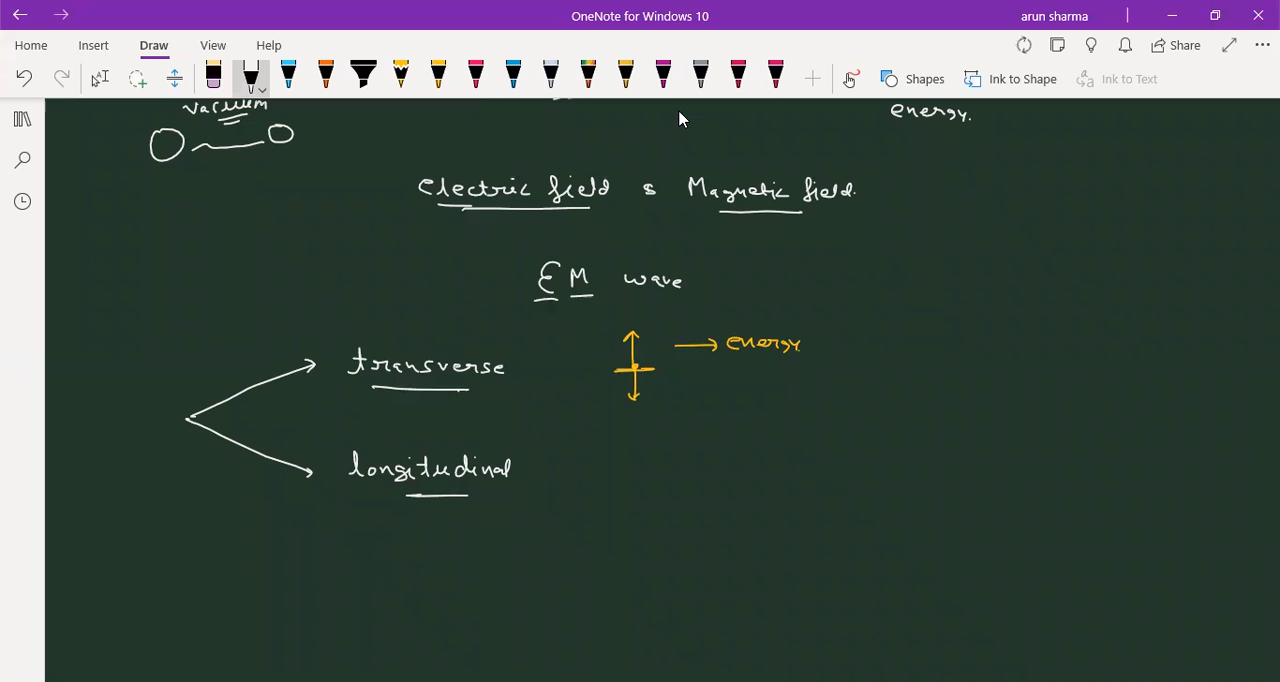 OneNote for Windows 10
arun sharma
Home Insert Draw View Help
Share
Shapes Ink to Shape Ink to Text
vacuum
energy.
Electric field & Magnetic field.
EM wave
transverse → energy.
longitudinal